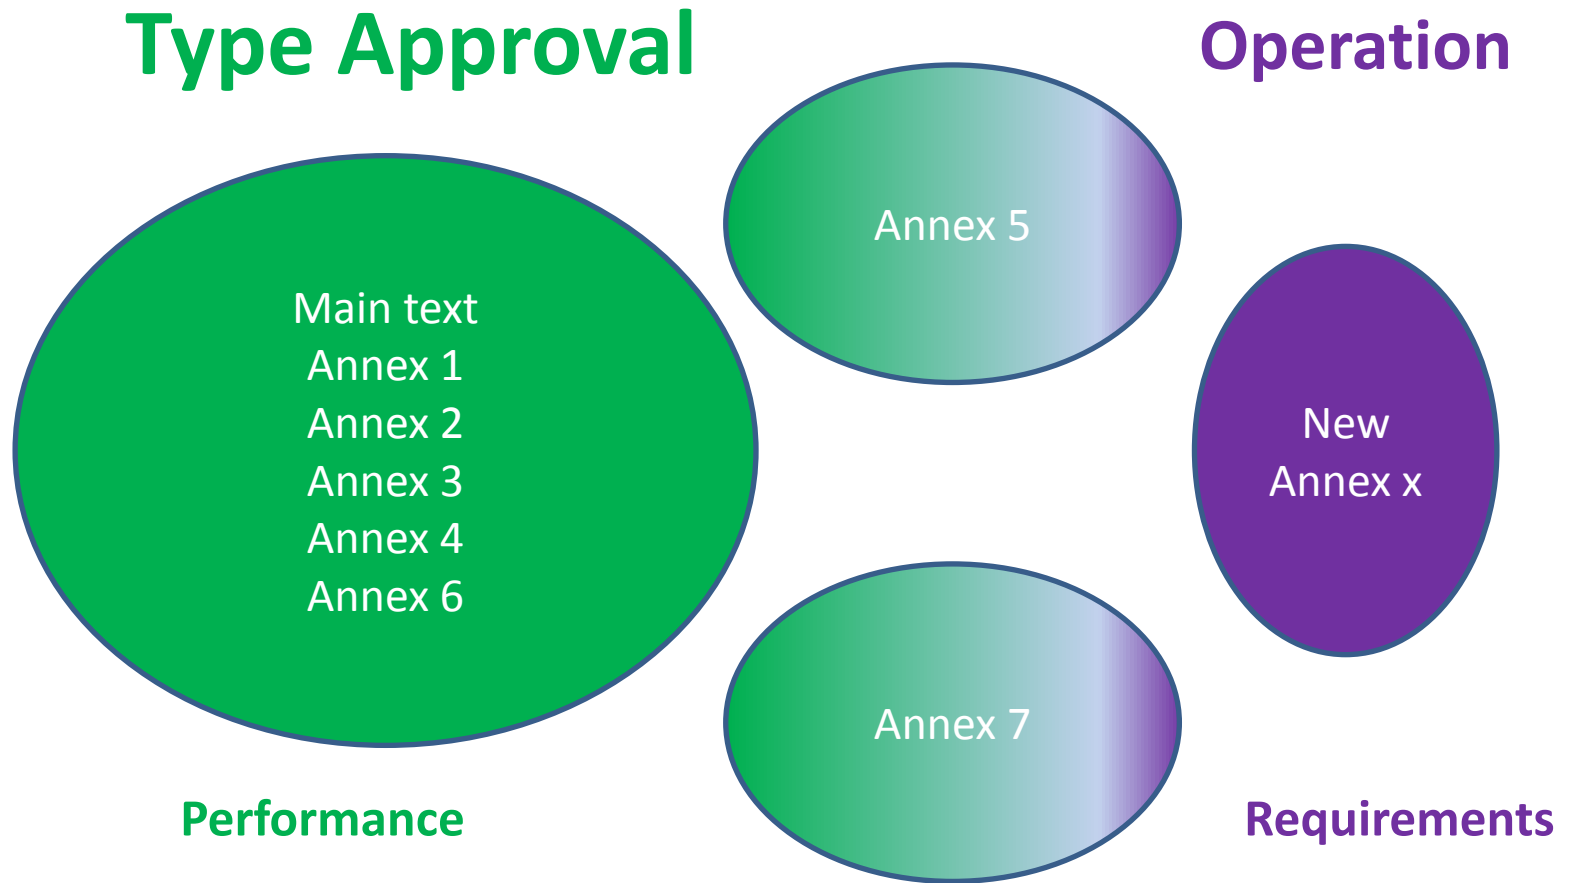 Type Approval
Operation
Annex 5
Main text
Annex 1
Annex 2
Annex 3
Annex 4
Annex 6
New
Annex x
Annex 7
Performance
Requirements